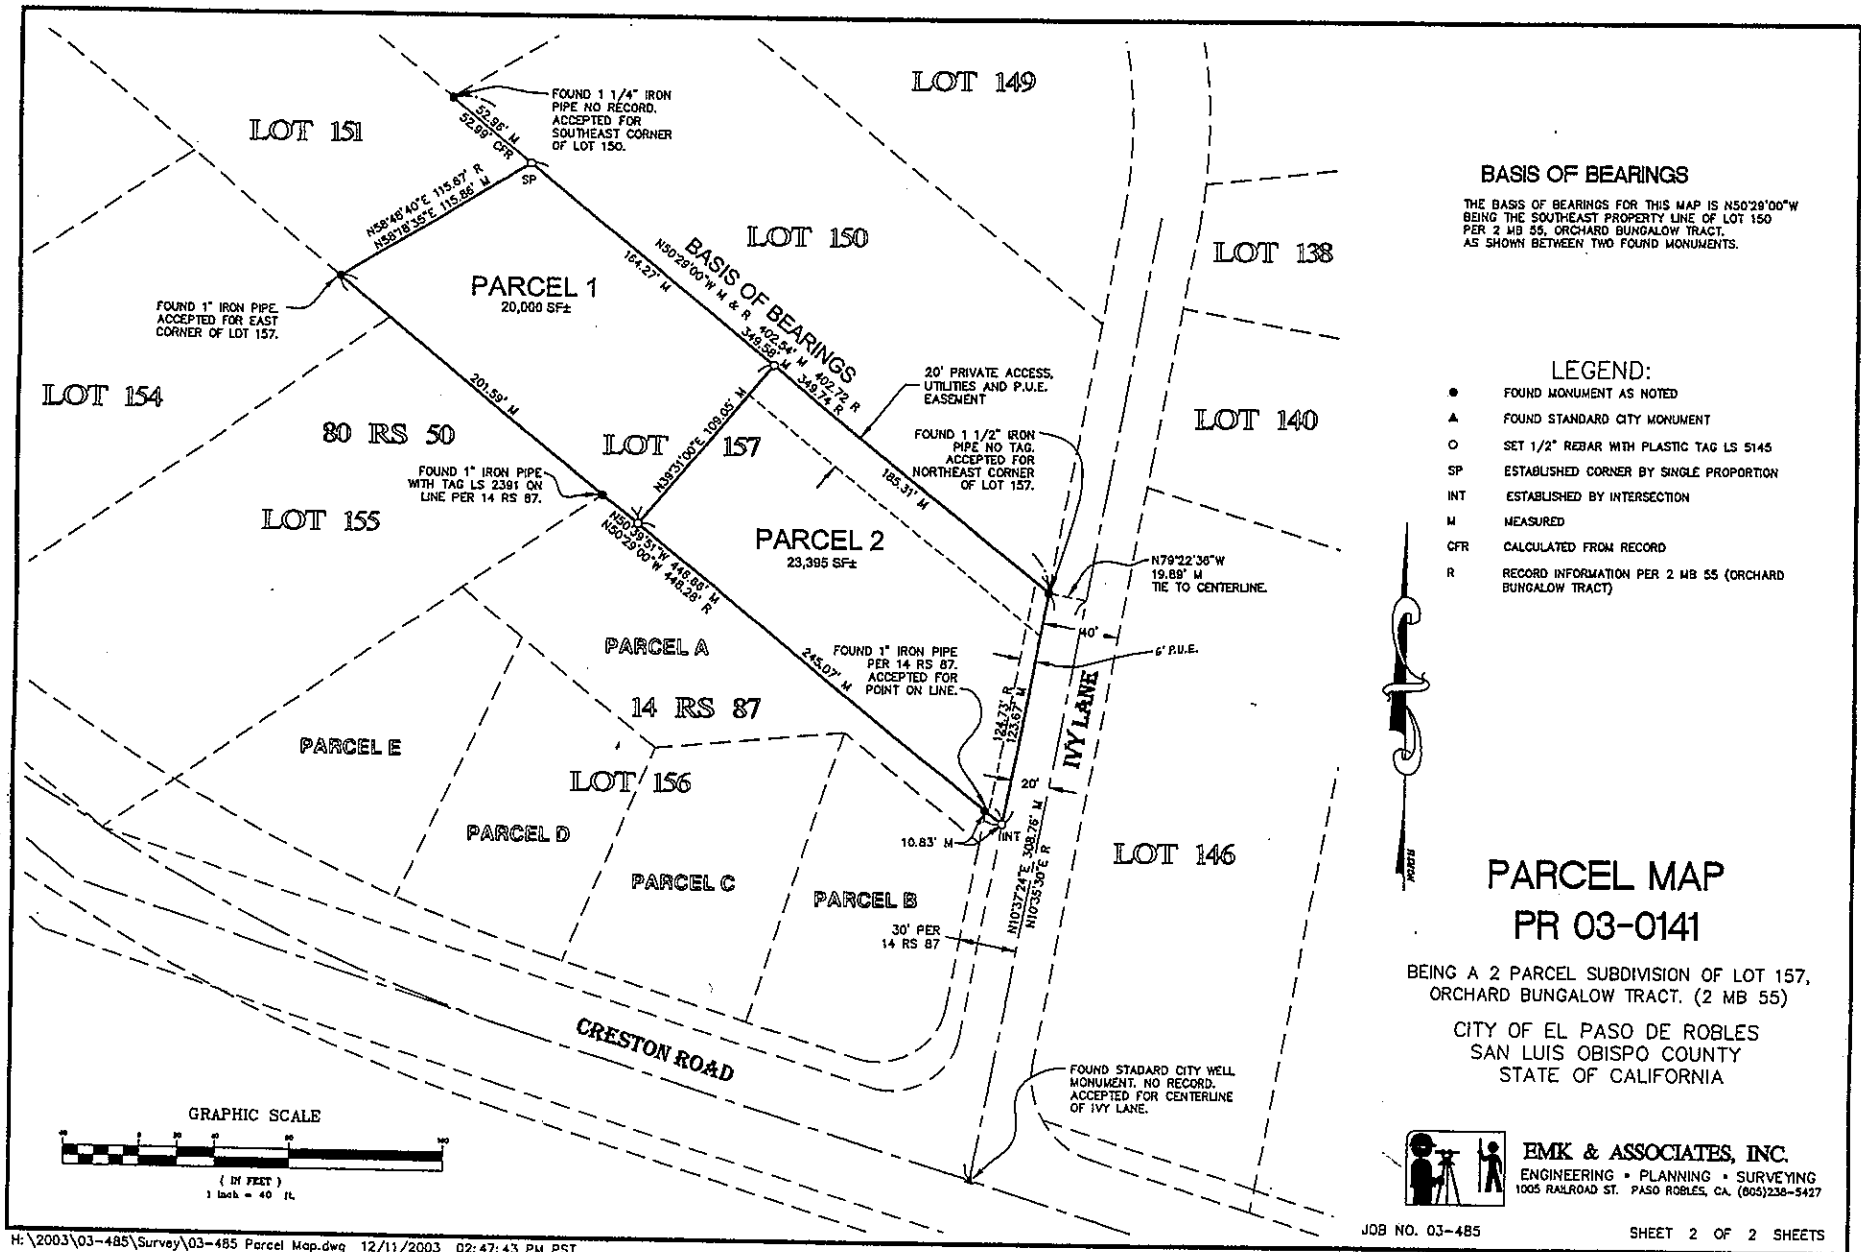 LOT 149
FOUND 1 1/4" IRON
PIPE NO RECORD.
ACCEPTED FOR
SOUTHEAST CORNER
OF LOT 150.
52.96' M
52.99' CFR
LOT 151
SP
N58°48'40"E 115.67' R
N58°18'35"E 115.86' M
BASIS OF BEARINGS
THE BASIS OF BEARINGS FOR THIS MAP IS N50°29'00"W
BEING THE SOUTHEAST PROPERTY LINE OF LOT 150
PER 2 MB 55, ORCHARD BUNGALOW TRACT.
AS SHOWN BETWEEN TWO FOUND MONUMENTS.
LOT 150
LOT 138
BASIS OF BEARINGS
N50°29'00"W M & R 402.54' M 402.72 R
349.58' M 349.74 R
164.27' M
PARCEL 1
20,000 SF±
FOUND 1" IRON PIPE
ACCEPTED FOR EAST
CORNER OF LOT 157.
LOT 154
201.59' M
20' PRIVATE ACCESS,
UTILITIES AND P.U.E.
EASEMENT
LEGEND:
FOUND MONUMENT AS NOTED
FOUND STANDARD CITY MONUMENT
SET 1/2" REBAR WITH PLASTIC TAG LS 5145
SP ESTABLISHED CORNER BY SINGLE PROPORTION
INT ESTABLISHED BY INTERSECTION
M MEASURED
CFR CALCULATED FROM RECORD
R RECORD INFORMATION PER 2 MB 55 (ORCHARD
BUNGALOW TRACT)
LOT 140
80 RS 50
LOT 157
N39°31'00"E 109.05' M
FOUND 1 1/2" IRON
PIPE NO TAG.
ACCEPTED FOR
NORTHEAST CORNER
OF LOT 157.
185.31' M
FOUND 1" IRON PIPE
WITH TAG LS 2391 ON
LINE PER 14 RS 87.
LOT 155
N50°39'51"W 448.88' M
N50°29'00"W 448.28' R
PARCEL 2
23,395 SF±
N79°22'36"W
19.89' M
TIE TO CENTERLINE.
40'
6' P.U.E.
PARCEL A
245.07' M
FOUND 1" IRON PIPE
PER 14 RS 87.
ACCEPTED FOR
POINT ON LINE.
124.73' R
123.67' M
IVY LANE
14 RS 87
PARCEL E
LOT 156
20'
PARCEL D
10.83' M
INT
LOT 146
PARCEL C
PARCEL B
N10°37'24"E 308.76' M
N10°35'30"E R
30' PER
14 RS 87
CRESTON ROAD
FOUND STADARD CITY WELL
MONUMENT. NO RECORD.
ACCEPTED FOR CENTERLINE
OF IVY LANE.
PARCEL MAP
PR 03-0141
BEING A 2 PARCEL SUBDIVISION OF LOT 157,
ORCHARD BUNGALOW TRACT. (2 MB 55)
CITY OF EL PASO DE ROBLES
SAN LUIS OBISPO COUNTY
STATE OF CALIFORNIA
GRAPHIC SCALE
( IN FEET )
1 inch = 40 ft.
EMK & ASSOCIATES, INC.
ENGINEERING • PLANNING • SURVEYING
1005 RAILROAD ST. PASO ROBLES, CA. (805)238-5427
JOB NO. 03-485
SHEET 2 OF 2 SHEETS
H:\2003\03-485\Survey\03-485 Parcel Map.dwg 12/11/2003 02:47:43 PM PST